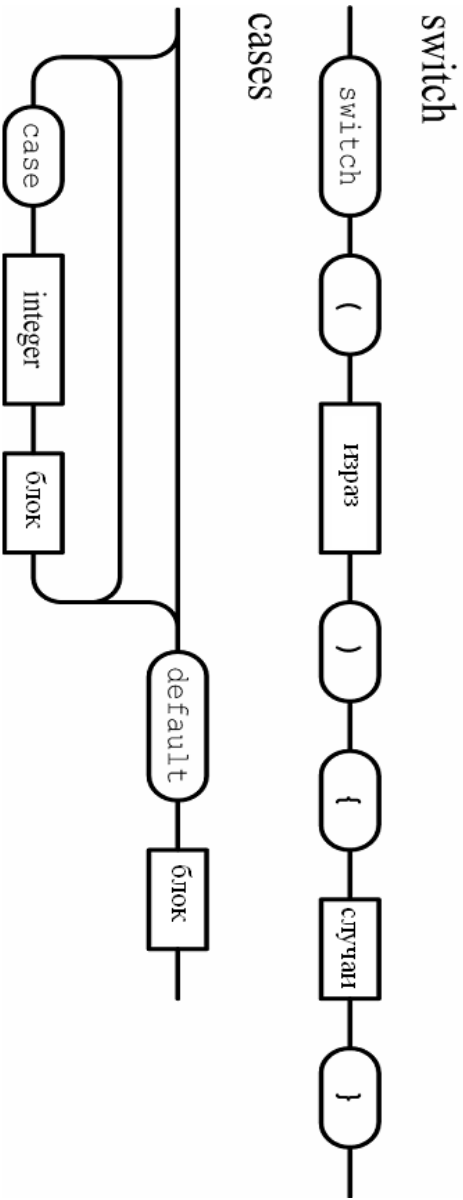 switch
switch ( израз ) { случаи }
cases
default блок
case integer блок